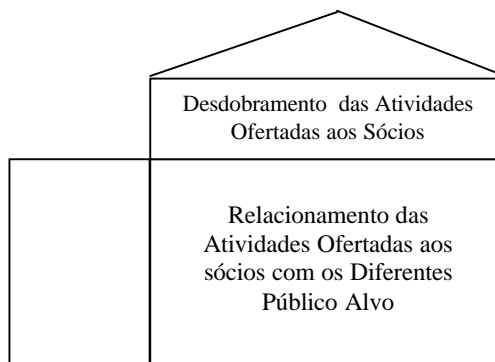 Desdobramento das Atividades
Ofertadas aos Sócios
Relacionamento das
Atividades Ofertadas aos
sócios com os Diferentes
Público Alvo